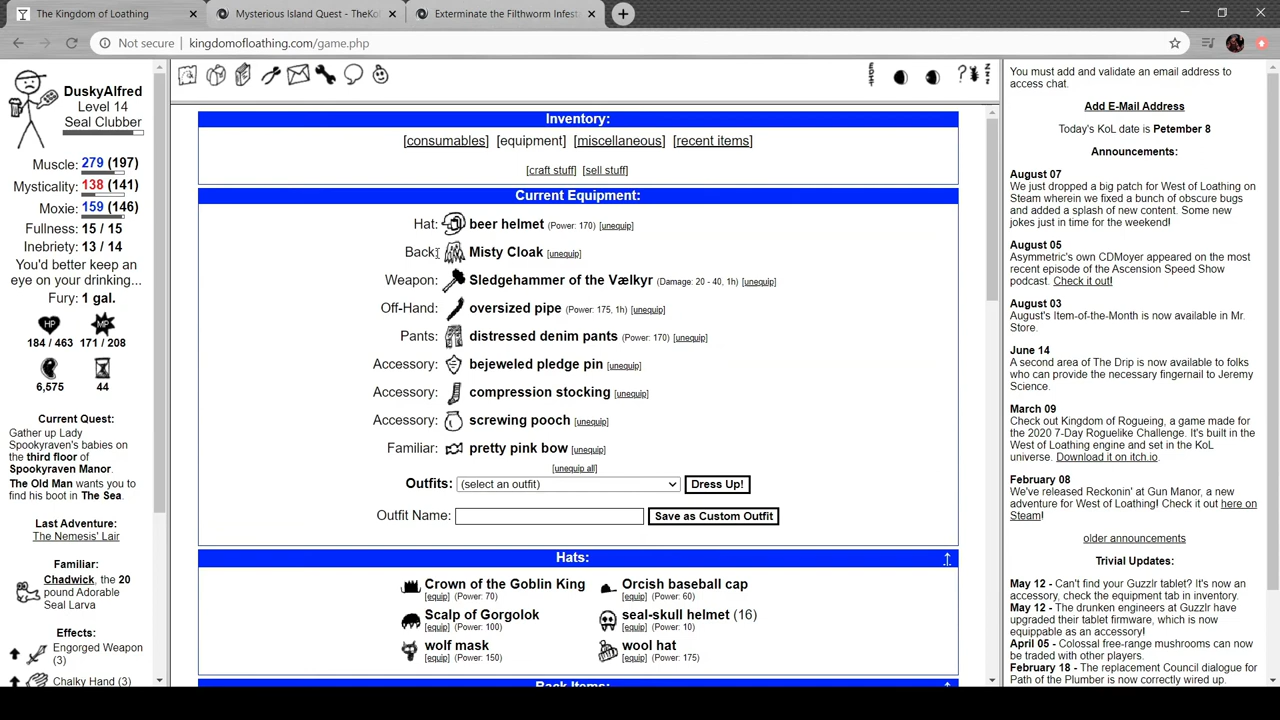 The Kingdom of Loathing
Mysterious Island Quest - TheKol
Exterminate the Filthworm Infest
Not secure | kingdomofloathing.com/game.php
DuskyAlfred
Level 14
Seal Clubber
Muscle: 279 (197)
Mysticality: 138 (141)
Moxie: 159 (146)
Fullness: 15 / 15
Inebriety: 13 / 14
You'd better keep an
eye on your drinking...
Fury: 1 gal.
HP
MP
184 / 463
171 / 208
6,575
44
Current Quest:
Gather up Lady
Spookyraven's babies on
the third floor of
Spookyraven Manor.
The Old Man wants you to
find his boot in The Sea.
Last Adventure:
The Nemesis' Lair
Familiar:
Chadwick, the 20
pound Adorable
Seal Larva
Effects:
Engorged Weapon
(3)
Chalky Hand (3)
Inventory:
[consumables] [equipment] [miscellaneous] [recent items]
[craft stuff] [sell stuff]
Current Equipment:
Hat: beer helmet (Power: 170) [unequip]
Back: Misty Cloak [unequip]
Weapon: Sledgehammer of the Vælkyr (Damage: 20 - 40, 1h) [unequip]
Off-Hand: oversized pipe (Power: 175, 1h) [unequip]
Pants: distressed denim pants (Power: 170) [unequip]
Accessory: bejeweled pledge pin [unequip]
Accessory: compression stocking [unequip]
Accessory: screwing pooch [unequip]
Familiar: pretty pink bow [unequip]
[unequip all]
Outfits: (select an outfit) Dress Up!
Outfit Name: Save as Custom Outfit
Hats:
Crown of the Goblin King
[equip] (Power: 70)
Orcish baseball cap
[equip] (Power: 60)
Scalp of Gorgolok
[equip] (Power: 100)
seal-skull helmet (16)
[equip] (Power: 10)
wolf mask
[equip] (Power: 150)
wool hat
[equip] (Power: 175)
Back Items:
You must add and validate an email address to
access chat.
Add E-Mail Address
Today's KoL date is Petember 8
Announcements:
August 07
We just dropped a big patch for West of Loathing on
Steam wherein we fixed a bunch of obscure bugs
and added a splash of new content. Some new
jokes just in time for the weekend!
August 05
Asymmetric's own CDMoyer appeared on the most
recent episode of the Ascension Speed Show
podcast. Check it out!
August 03
August's Item-of-the-Month is now available in Mr.
Store.
June 14
A second area of The Drip is now available to folks
who can provide the necessary fingernail to Jeremy
Science.
March 09
Check out Kingdom of Rogueing, a game made for
the 2020 7-Day Roguelike Challenge. It's built in the
West of Loathing engine and set in the KoL
universe. Download it on itch io.
February 08
We've released Reckonin' at Gun Manor, a new
adventure for West of Loathing! Check it out here on
Steam!
older announcements
Trivial Updates:
May 12 - Can't find your Guzzlr tablet? It's now an
accessory, check the equipment tab in inventory.
May 12 - The drunken engineers at Guzzlr have
upgraded their tablet firmware, which is now
equippable as an accessory!
April 05 - Colossal free-range mushrooms can now
be traded with other players.
February 18 - The replacement Council dialogue for
Path of the Plumber is now correctly wired up.